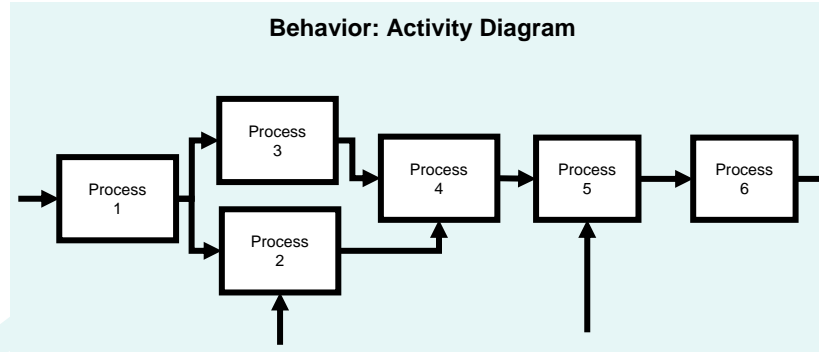 Behavior: Activity Diagram
Process
3
Process
1
Process
4
Process
5
Process
6
Process
2